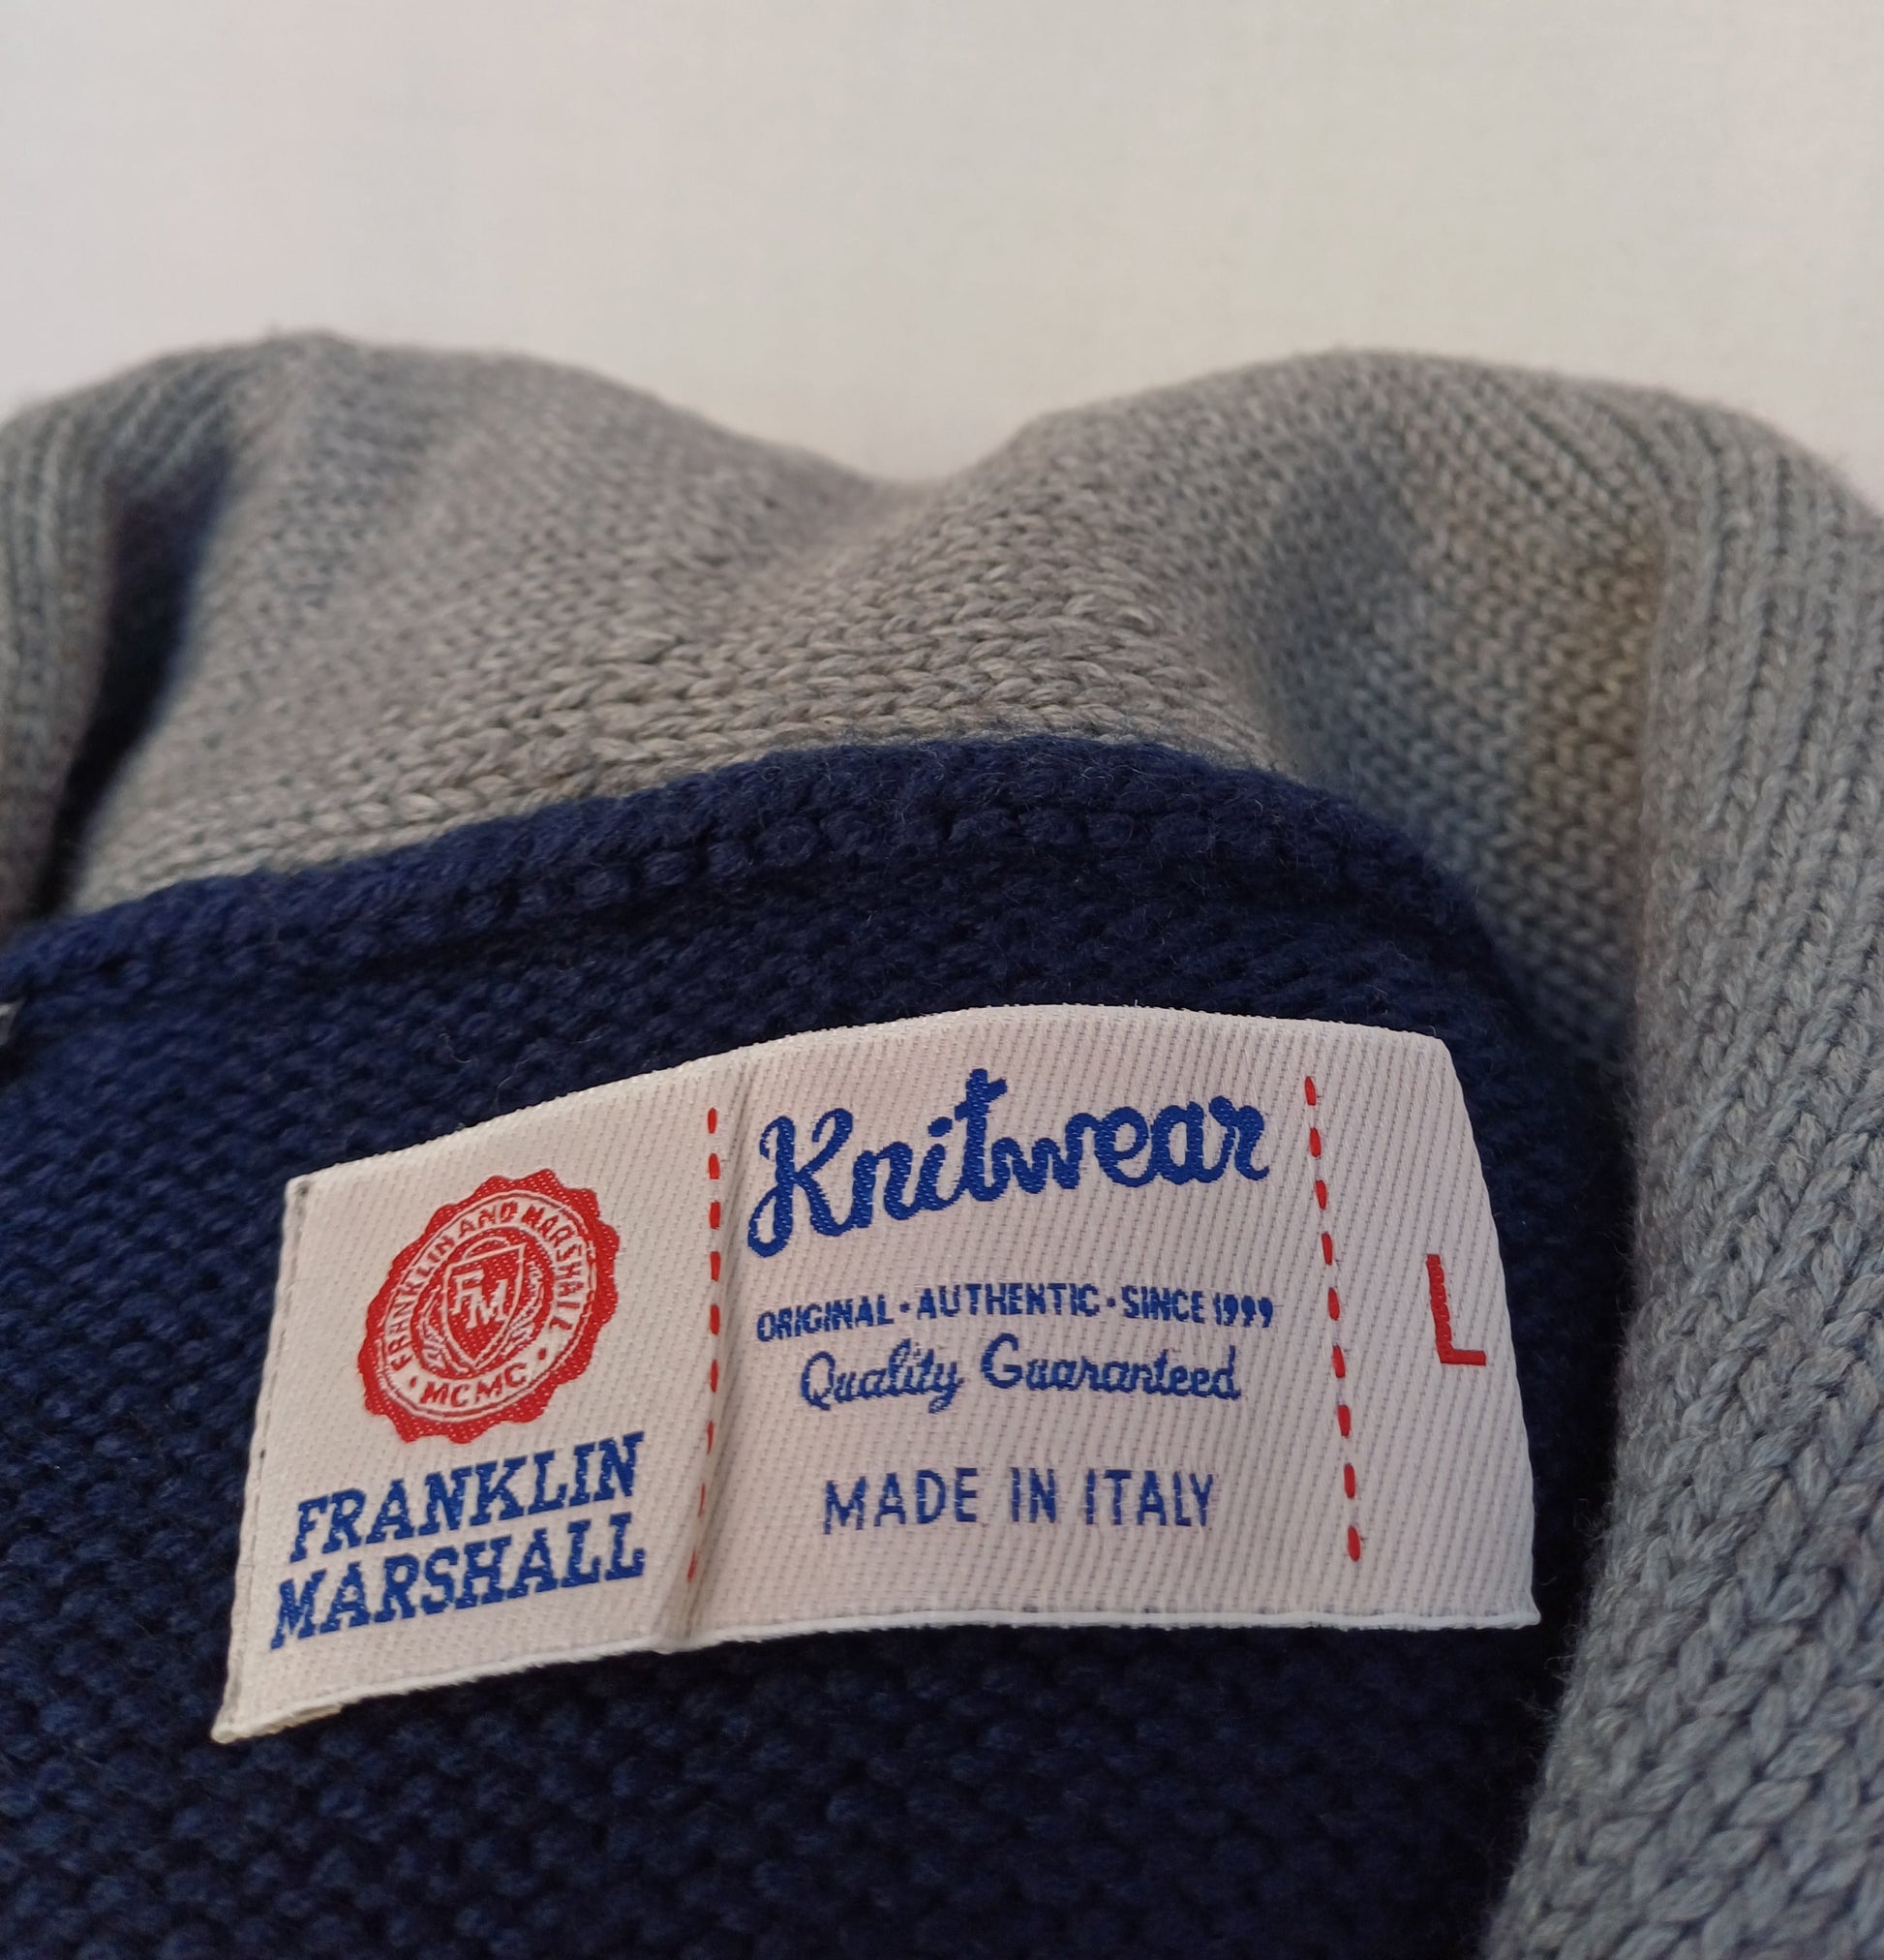 FRANKLIN AND MARSHALL
FM
• MCMC •
FRANKLIN
MARSHALL
Knitwear
ORIGINAL • AUTHENTIC • SINCE 1999
Quality Guaranteed
MADE IN ITALY
L